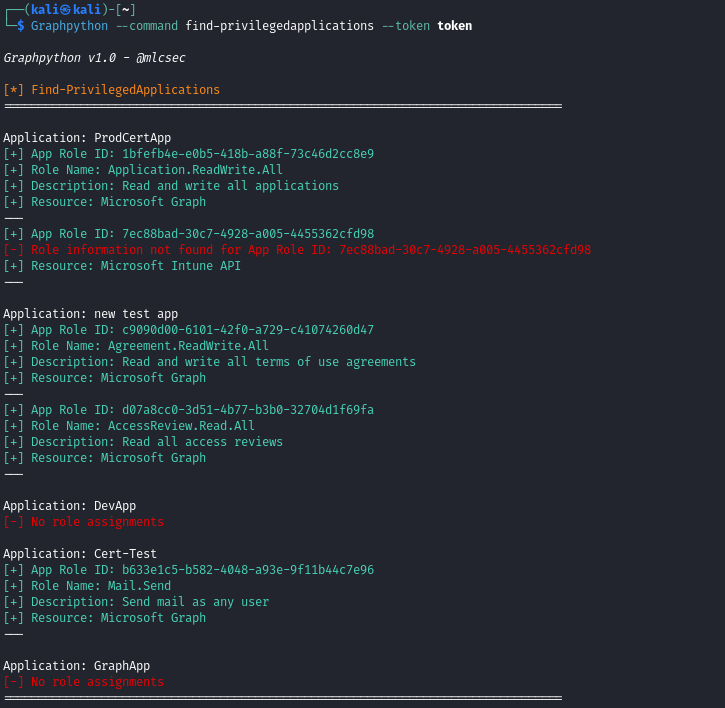 ┌──(kali㉿kali)-[~]
└─$ Graphpython --command find-privilegedapplications --token token
Graphpython v1.0 - @mlcsec
[*] Find-PrivilegedApplications
================================================================================
Application: ProdCertApp
[+] App Role ID: 1bfefb4e-e0b5-418b-a88f-73c46d2cc8e9
[+] Role Name: Application.ReadWrite.All
[+] Description: Read and write all applications
[+] Resource: Microsoft Graph
---
[+] App Role ID: 7ec88bad-30c7-4928-a005-4455362cfd98
[-] Role information not found for App Role ID: 7ec88bad-30c7-4928-a005-4455362cfd98
[+] Resource: Microsoft Intune API
---
Application: new test app
[+] App Role ID: c9090d00-6101-42f0-a729-c41074260d47
[+] Role Name: Agreement.ReadWrite.All
[+] Description: Read and write all terms of use agreements
[+] Resource: Microsoft Graph
---
[+] App Role ID: d07a8cc0-3d51-4b77-b3b0-32704d1f69fa
[+] Role Name: AccessReview.Read.All
[+] Description: Read all access reviews
[+] Resource: Microsoft Graph
---
Application: DevApp
[-] No role assignments
Application: Cert-Test
[+] App Role ID: b633e1c5-b582-4048-a93e-9f11b44c7e96
[+] Role Name: Mail.Send
[+] Description: Send mail as any user
[+] Resource: Microsoft Graph
---
Application: GraphApp
[-] No role assignments
================================================================================